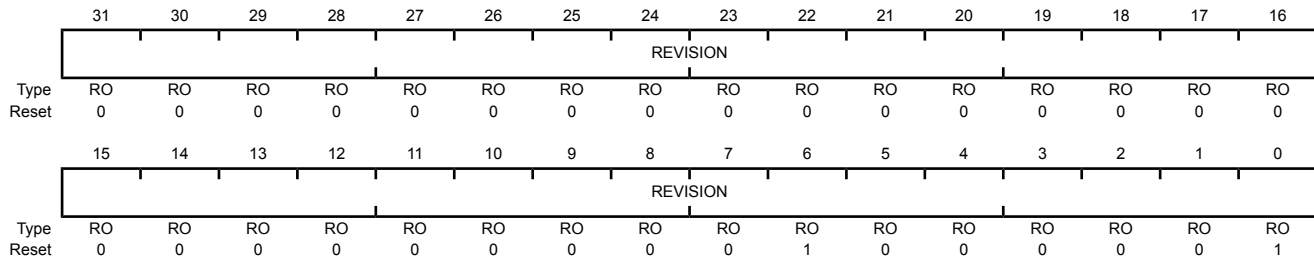 31 30 29 28 27 26 25 24 23 22 21 20 19 18 17 16
REVISION
Type RO RO RO RO RO RO RO RO RO RO RO RO RO RO RO RO
Reset 0 0 0 0 0 0 0 0 0 0 0 0 0 0 0 0
15 14 13 12 11 10 9 8 7 6 5 4 3 2 1 0
REVISION
Type RO RO RO RO RO RO RO RO RO RO RO RO RO RO RO RO
Reset 0 0 0 0 0 0 0 0 0 1 0 0 0 0 0 1